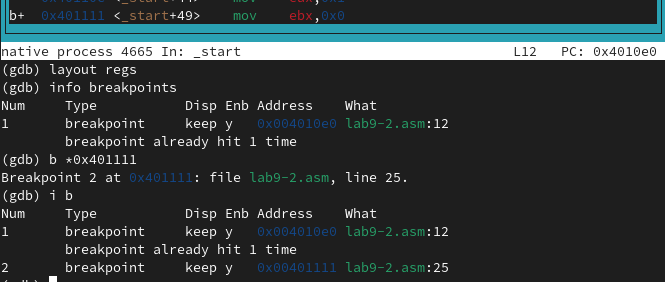 b+ 0x401111 <_start+49> mov ebx,0x0
native process 4665 In: _start L12 PC: 0x4010e0
(gdb) layout regs
(gdb) info breakpoints
Num Type Disp Enb Address What
1 breakpoint keep y 0x004010e0 lab9-2.asm:12
breakpoint already hit 1 time
(gdb) b *0x401111
Breakpoint 2 at 0x401111: file lab9-2.asm, line 25.
(gdb) i b
Num Type Disp Enb Address What
1 breakpoint keep y 0x004010e0 lab9-2.asm:12
breakpoint already hit 1 time
2 breakpoint keep y 0x00401111 lab9-2.asm:25